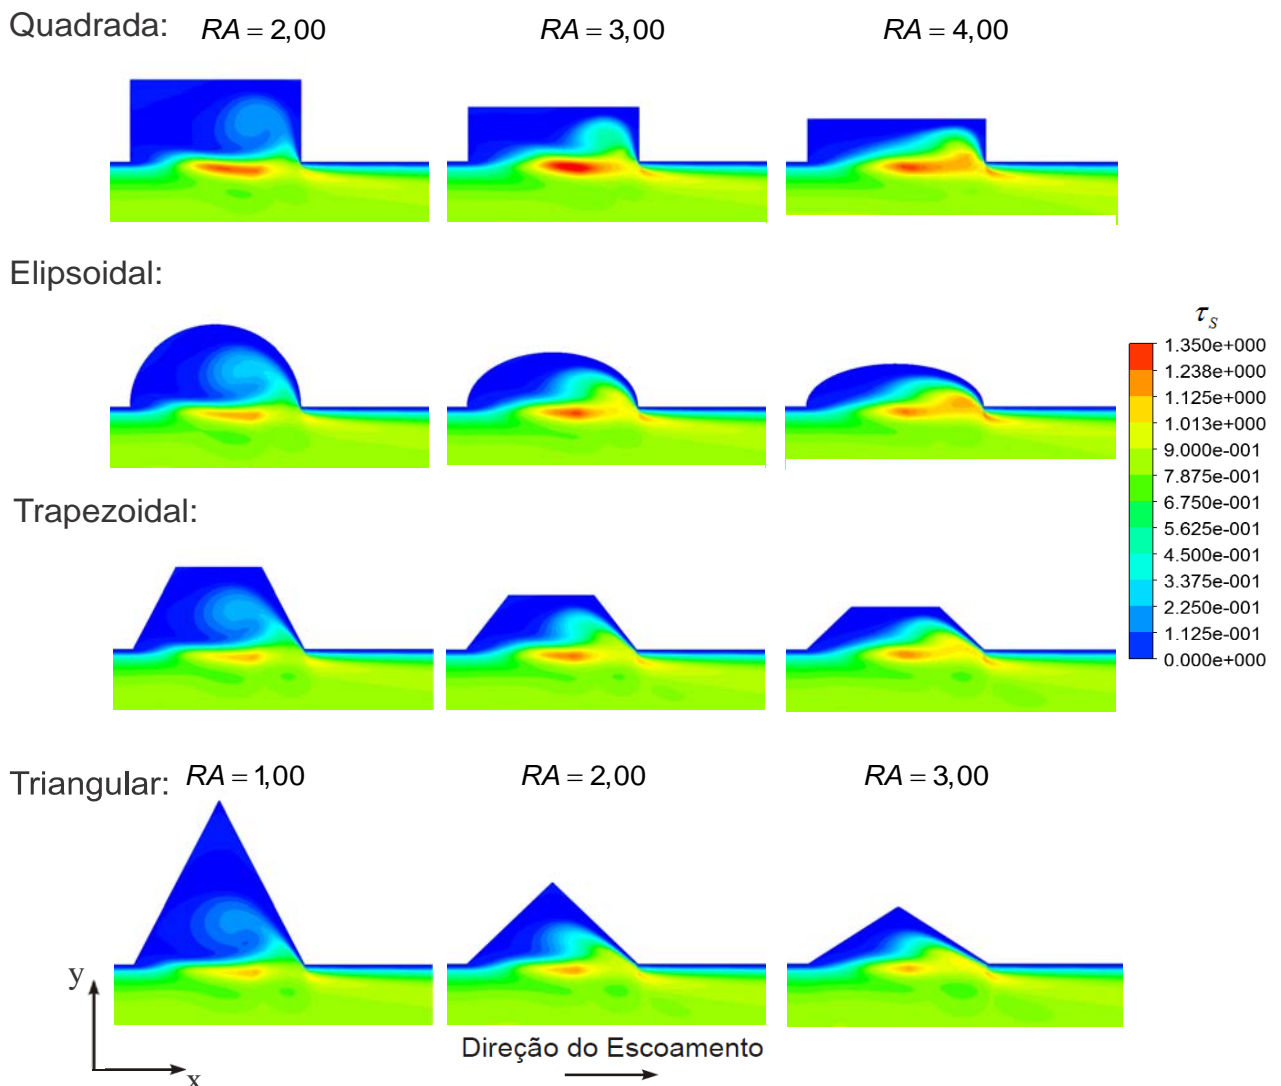 Quadrada: RA = 2,00 RA = 3,00 RA = 4,00
Elipsoidal:
τ_S
1.350e+000
1.238e+000
1.125e+000
1.013e+000
9.000e-001
7.875e-001
6.750e-001
5.625e-001
4.500e-001
3.375e-001
2.250e-001
1.125e-001
0.000e+000
Trapezoidal:
Triangular: RA = 1,00 RA = 2,00 RA = 3,00
y
x
Direção do Escoamento